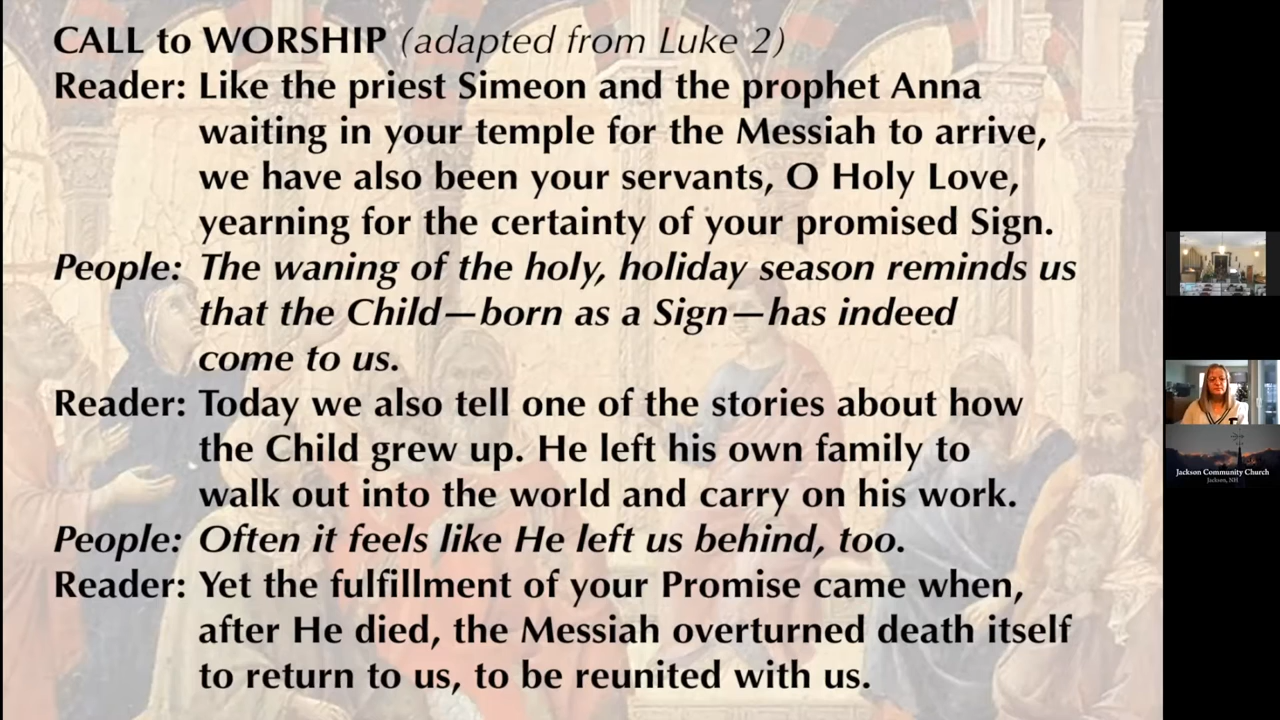 CALL to WORSHIP (adapted from Luke 2)
Reader: Like the priest Simeon and the prophet Anna
waiting in your temple for the Messiah to arrive,
we have also been your servants, O Holy Love,
yearning for the certainty of your promised Sign.
People: The waning of the holy, holiday season reminds us
that the Child—born as a Sign—has indeed
come to us.
Reader: Today we also tell one of the stories about how
the Child grew up. He left his own family to
walk out into the world and carry on his work.
People: Often it feels like He left us behind, too.
Reader: Yet the fulfillment of your Promise came when,
after He died, the Messiah overturned death itself
to return to us, to be reunited with us.
Jackson Community Church
Jackson, NH